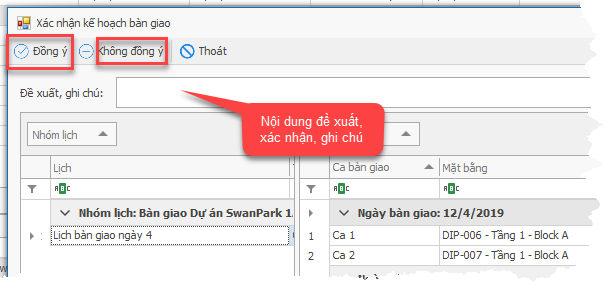 Xác nhận kế hoạch bàn giao
Đồng ý Không đồng ý Thoát
Đề xuất, ghi chú:
Nội dung đề xuất,
xác nhận, ghi chú
Nhóm lịch
Lịch Ca bàn giao Mặt bằng
Nhóm lịch: Bàn giao Dự án SwanPark 1. Ngày bàn giao: 12/4/2019
Lịch bàn giao ngày 4 1 Ca 1 DIP-006 - Tầng 1 - Block A
2 Ca 2 DIP-007 - Tầng 1 - Block A